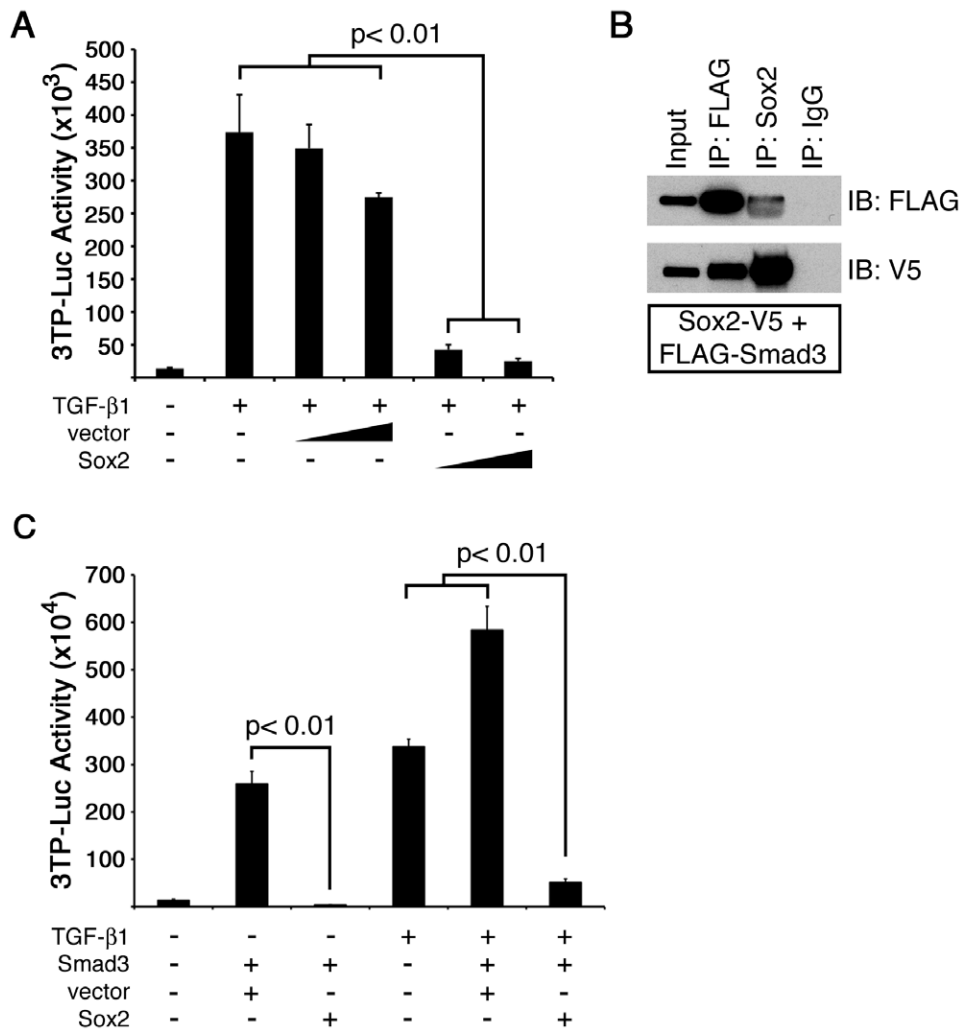 A
p< 0.01
3TP-Luc Activity (x10³)
500
450
400
350
300
250
200
150
100
50
TGF-β1 - + + + + +
vector - - - -
Sox2 - - - -
B
Input
IP: FLAG
IP: Sox2
IP: IgG
IB: FLAG
IB: V5
Sox2-V5 +
FLAG-Smad3
C
p< 0.01
p< 0.01
3TP-Luc Activity (x10⁴)
700
600
500
400
300
200
100
TGF-β1 - - - + + +
Smad3 - + + - + +
vector - + - - + -
Sox2 - - + - - +